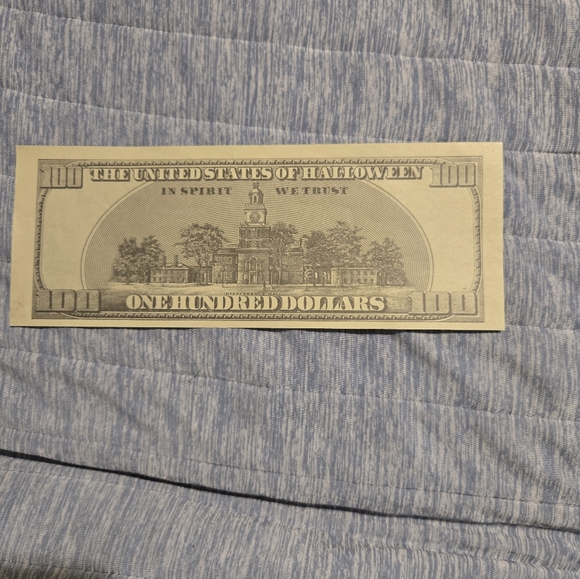 100 THE UNITED STATES OF HALLOWEEN 100
IN SPIRIT WE TRUST
100 ONE HUNDRED DOLLARS 100